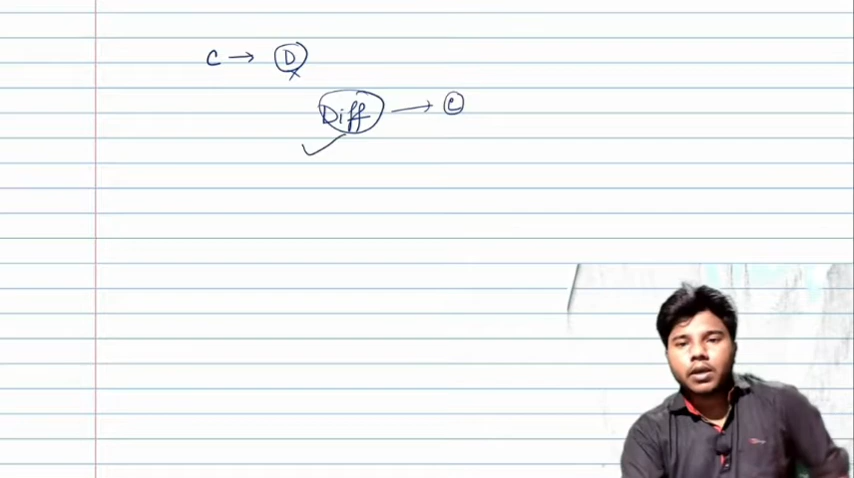 C → D
Diff → C